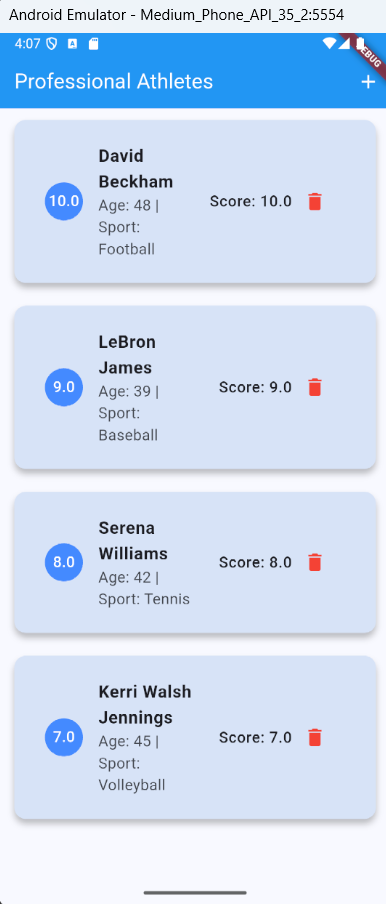 Android Emulator - Medium_Phone_API_35_2:5554
4:07
DEBUG
Professional Athletes
David
Beckham
10.0
Age: 48 |
Score: 10.0
Sport:
Football
LeBron
James
9.0
Age: 39 |
Score: 9.0
Sport:
Baseball
Serena
Williams
8.0
Age: 42 |
Score: 8.0
Sport: Tennis
Kerri Walsh
Jennings
7.0
Age: 45 |
Score: 7.0
Sport:
Volleyball